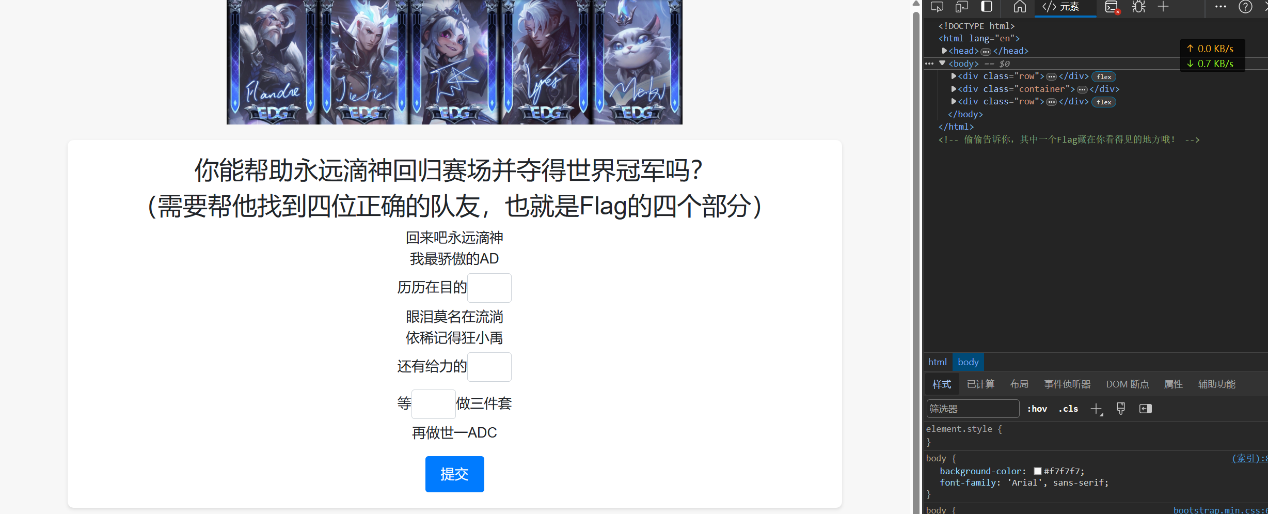 Flandre
JieJie
EDG
EDG
EDG
EDG
EDG
你能帮助永远滴神回归赛场并夺得世界冠军吗？
（需要帮他找到四位正确的队友，也就是Flag的四个部分）
回来吧永远滴神
我最骄傲的AD
历历在目的
眼泪莫名在流淌
依稀记得狂小禹
还有给力的
等 做三件套
再做世一ADC
提交
</> 元素
<!DOCTYPE html>
<html lang="en">
▶<head>⋯</head>
⋯ ▼<body> == $0
▶<div class="row">⋯</div> flex
▶<div class="container">⋯</div>
▶<div class="row">⋯</div> flex
</body>
</html>
<!-- 偷偷告诉你，其中一个Flag藏在你看得见的地方哦！ -->
↑ 0.0 KB/s
↓ 0.7 KB/s
html body
样式 已计算 布局 事件侦听器 DOM 断点 属性 辅助功能
筛选器 :hov .cls
element.style {
}
body { (索引):
background-color: #f7f7f7;
font-family: 'Arial', sans-serif;
}
body { bootstrap.min.css: